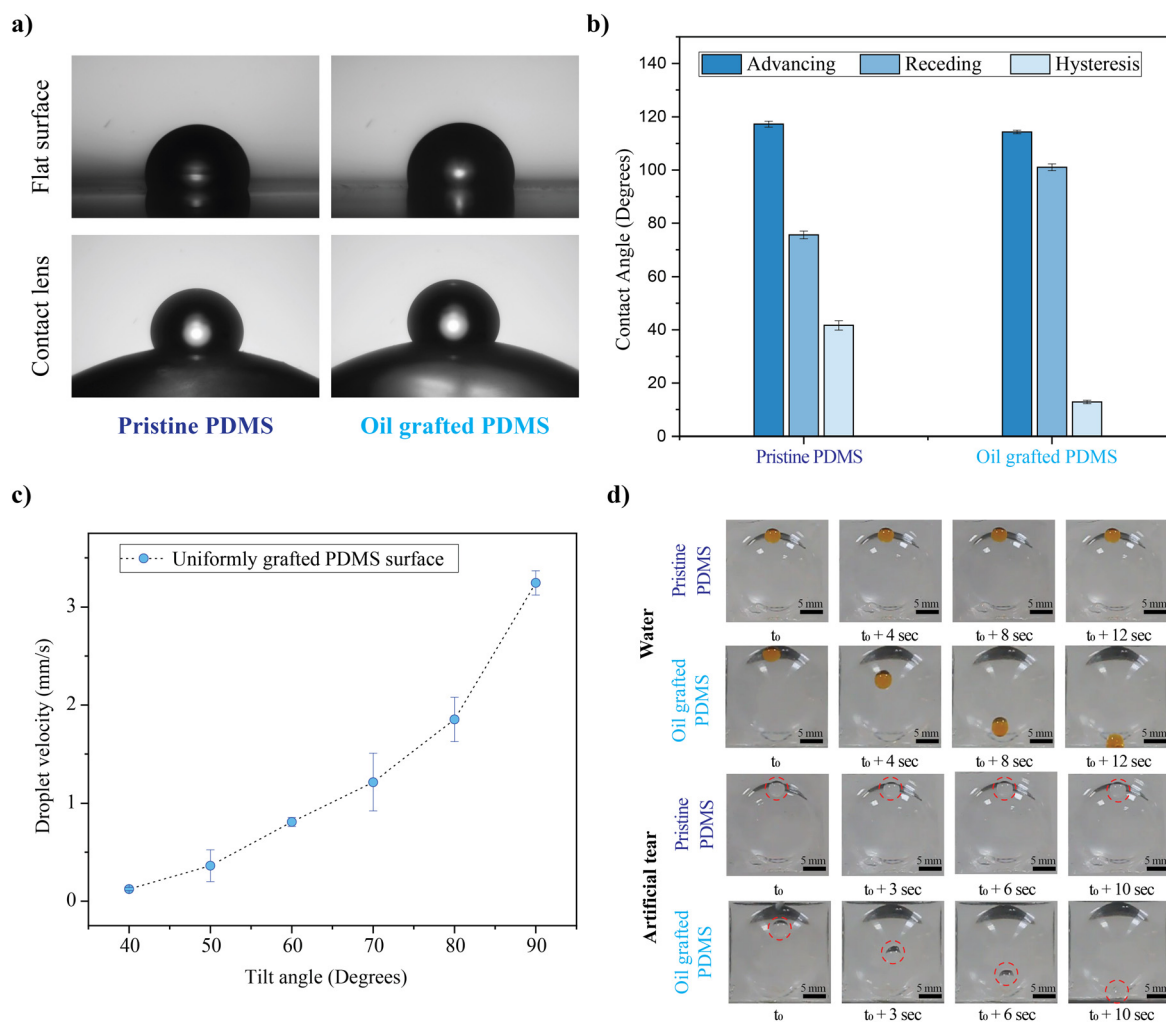 a)
Flat surface
Contact lens
Pristine PDMS
Oil grafted PDMS
b)
Advancing
Receding
Hysteresis
140
120
100
80
60
40
20
0
Contact Angle (Degrees)
Pristine PDMS
Oil grafted PDMS
c)
Uniformly grafted PDMS surface
3
2
1
0
Droplet velocity (mm/s)
40 50 60 70 80 90
Tilt angle (Degrees)
d)
Water
Pristine
PDMS
5 mm 5 mm 5 mm 5 mm
t₀ t₀ + 4 sec t₀ + 8 sec t₀ + 12 sec
Oil grafted
PDMS
5 mm 5 mm 5 mm 5 mm
t₀ t₀ + 4 sec t₀ + 8 sec t₀ + 12 sec
Artificial tear
Pristine
PDMS
5 mm 5 mm 5 mm 5 mm
t₀ t₀ + 3 sec t₀ + 6 sec t₀ + 10 sec
Oil grafted
PDMS
5 mm 5 mm 5 mm 5 mm
t₀ t₀ + 3 sec t₀ + 6 sec t₀ + 10 sec